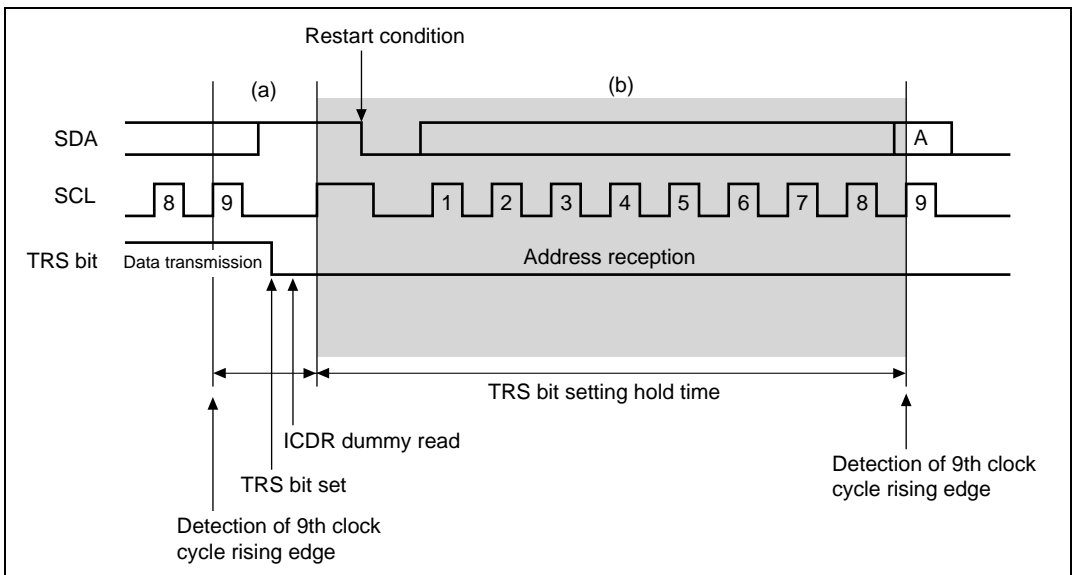 Restart condition
(a)
(b)
SDA
A
SCL
8
9
1
2
3
4
5
6
7
8
9
TRS bit
Data transmission
Address reception
TRS bit setting hold time
ICDR dummy read
TRS bit set
Detection of 9th clock
cycle rising edge
Detection of 9th clock
cycle rising edge